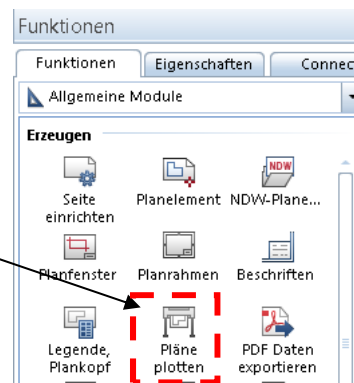 Funktionen
Funktionen Eigenschaften Connec
Allgemeine Module
Erzeugen
NDW
Seite einrichten Planelement NDW-Plane...
Planfenster Planrahmen Beschriften
Legende, Plankopf Pläne plotten PDF Daten exportieren